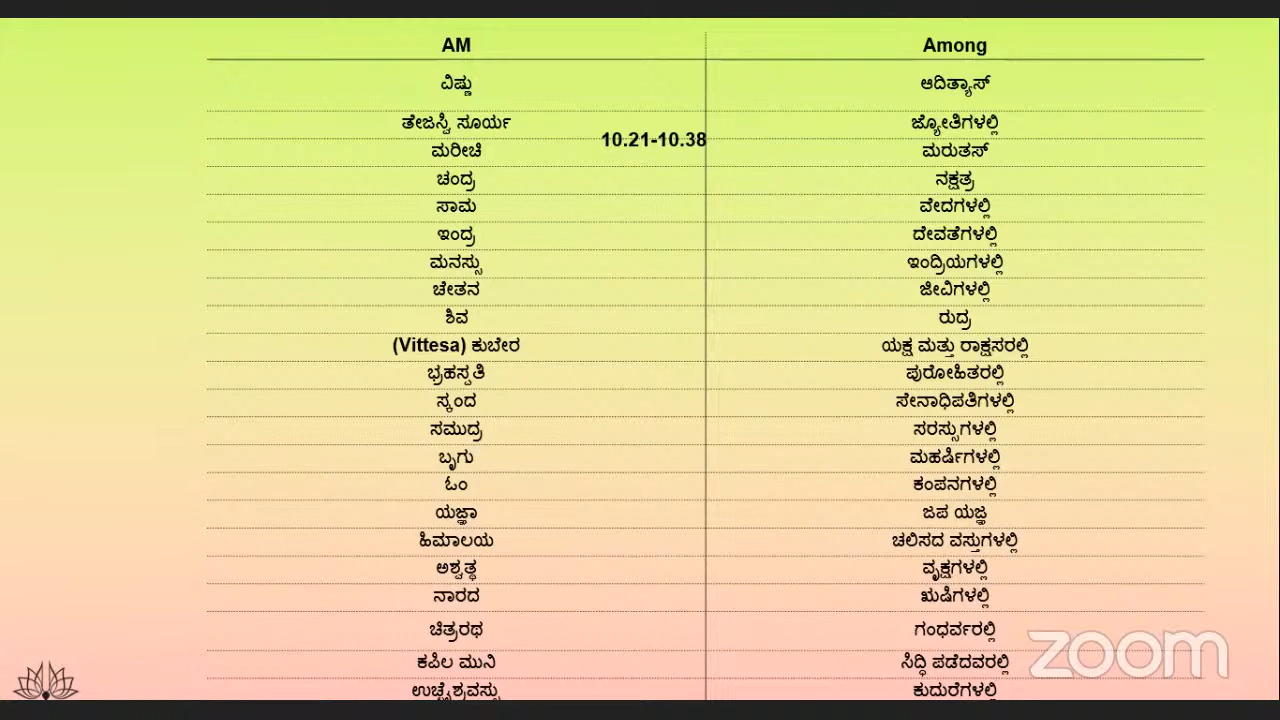 AM Among
ವಿಷ್ಣು ಆದಿತ್ಯಾಸ್
ತೇಜಸ್ವಿ ಸೂರ್ಯ ಜ್ಯೋತಿಗಳಲ್ಲಿ
10.21-10.38
ಮರೀಚಿ ಮರುತಸ್
ಚಂದ್ರ ನಕ್ಷತ್ರ
ಸಾಮ ವೇದಗಳಲ್ಲಿ
ಇಂದ್ರ ದೇವತೆಗಳಲ್ಲಿ
ಮನಸ್ಸು ಇಂದ್ರಿಯಗಳಲ್ಲಿ
ಚೇತನ ಜೀವಿಗಳಲ್ಲಿ
ಶಿವ ರುದ್ರ
(Vittesa) ಕುಬೇರ ಯಕ್ಷ ಮತ್ತು ರಾಕ್ಷಸರಲ್ಲಿ
ಭ್ರಹಸ್ಪತಿ ಪುರೋಹಿತರಲ್ಲಿ
ಸ್ಕಂದ ಸೇನಾಧಿಪತಿಗಳಲ್ಲಿ
ಸಮುದ್ರ ಸರಸ್ಸುಗಳಲ್ಲಿ
ಬೃಗು ಮಹರ್ಷಿಗಳಲ್ಲಿ
ಓಂ ಕಂಪನಗಳಲ್ಲಿ
ಯಜ್ಞಾ ಜಪ ಯಜ್ಞಿ
ಹಿಮಾಲಯ ಚಲಿಸದ ವಸ್ತುಗಳಲ್ಲಿ
ಅಶ್ವತ್ಥ ವೃಕ್ಷಗಳಲ್ಲಿ
ನಾರದ ಋಷಿಗಳಲ್ಲಿ
ಚಿತ್ರರಥ ಗಂಧರ್ವರಲ್ಲಿ
ಕಪಿಲ ಮುನಿ ಸಿದ್ಧಿ ಪಡೆದವರಲ್ಲಿ
ಉಚ್ಛೈಶ್ರವಸ್ಸು ಕುದುರೆಗಳಲ್ಲಿ
zoom